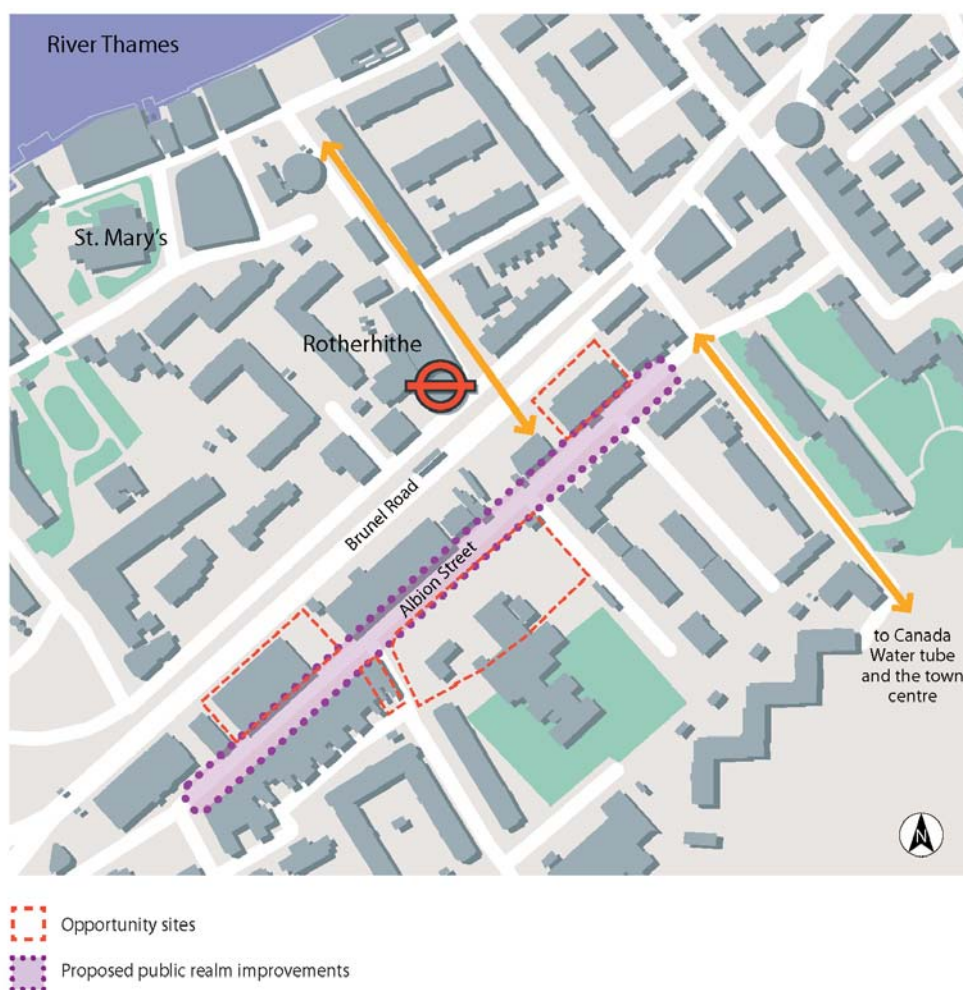 River Thames
St. Mary's
Rotherhithe
Brunel Road
Albion Street
to Canada
Water tube
and the town
centre
N
Opportunity sites
Proposed public realm improvements